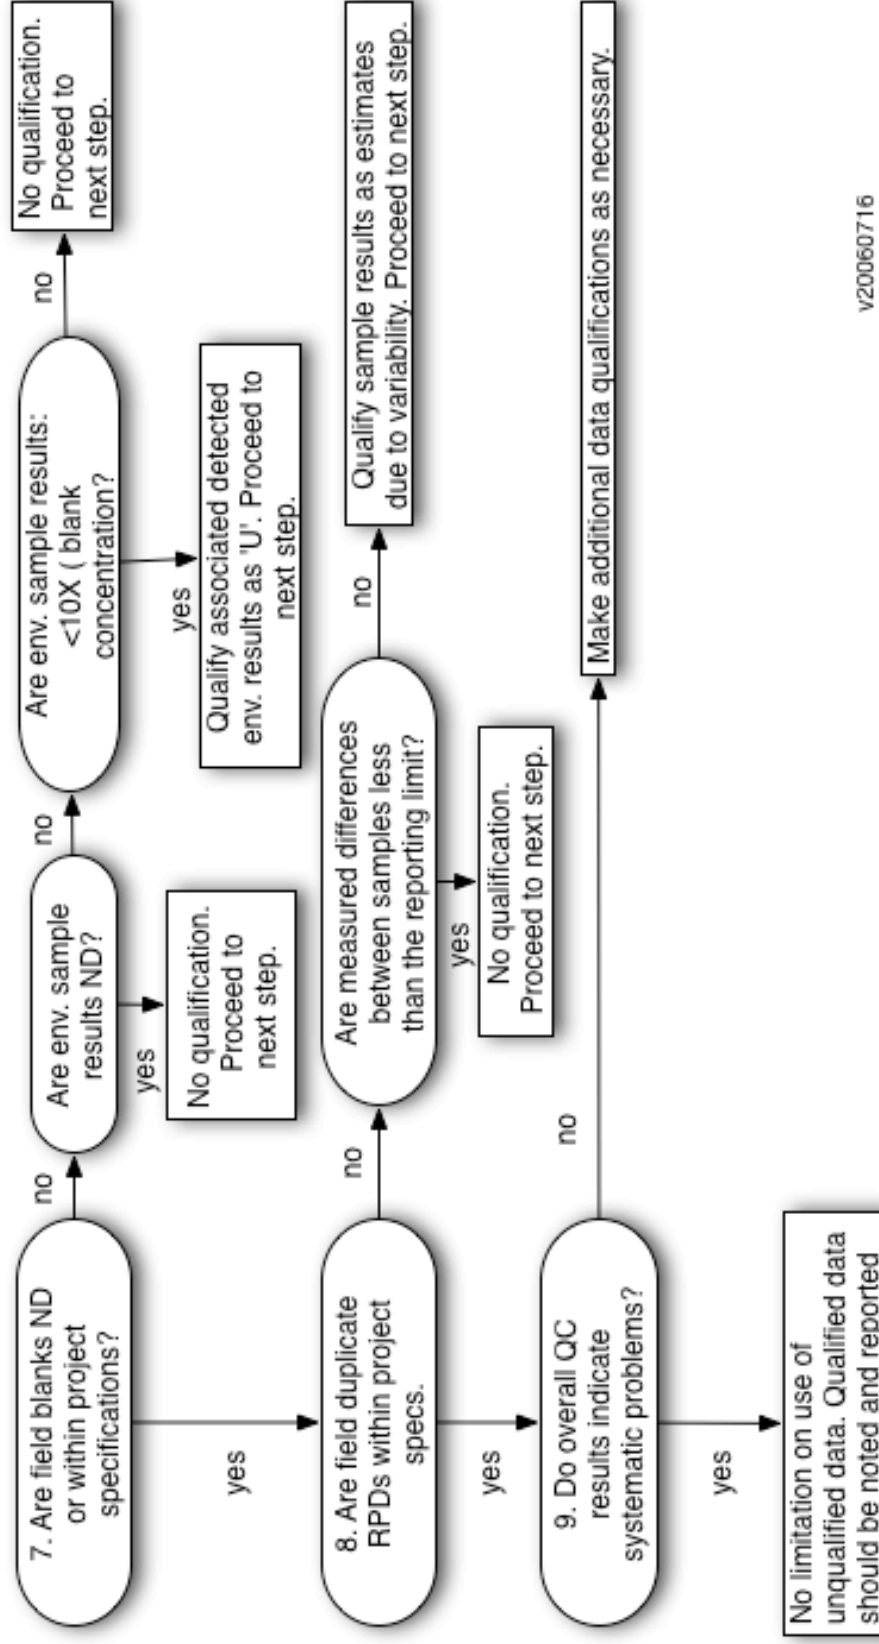 7. Are field blanks ND
or within project
specifications?
no
Are env. sample
results ND?
no
Are env. sample results:
<10X ( blank
concentration?
no
No qualification.
Proceed to
next step.
yes
No qualification.
Proceed to
next step.
yes
Qualify associated detected
env. results as 'U'. Proceed to
next step.
yes
8. Are field duplicate
RPDs within project
specs.
no
Are measured differences
between samples less
than the reporting limit?
no
Qualify sample results as estimates
due to variability. Proceed to next step.
yes
No qualification.
Proceed to next step.
yes
9. Do overall QC
results indicate
systematic problems?
no
Make additional data qualifications as necessary.
yes
No limitation on use of
unqualified data. Qualified data
should be noted and reported
v20060716